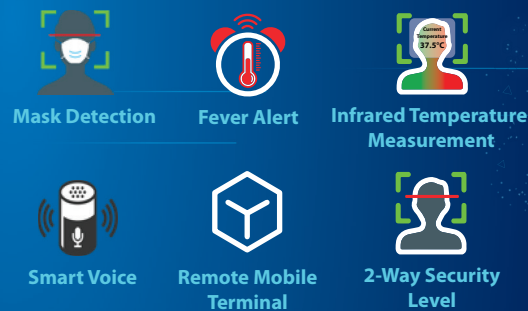 Current
Temperature
37.5°C
Mask Detection
Fever Alert
Infrared Temperature
Measurement
Smart Voice
Remote Mobile
Terminal
2-Way Security
Level